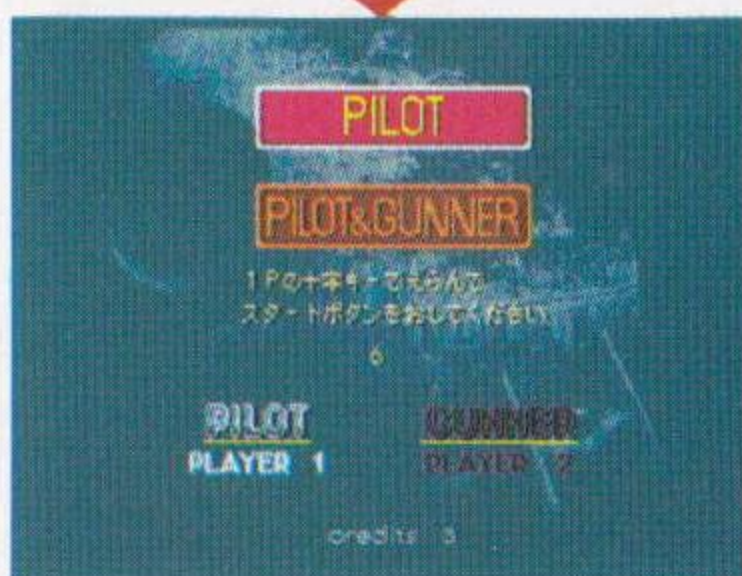 PILOT
PILOT&GUNNER
1Pの十字キーでえらんで
スタートボタンをおしてください
6
PILOT GUNNER
PLAYER 1 PLAYER 2
credits 3